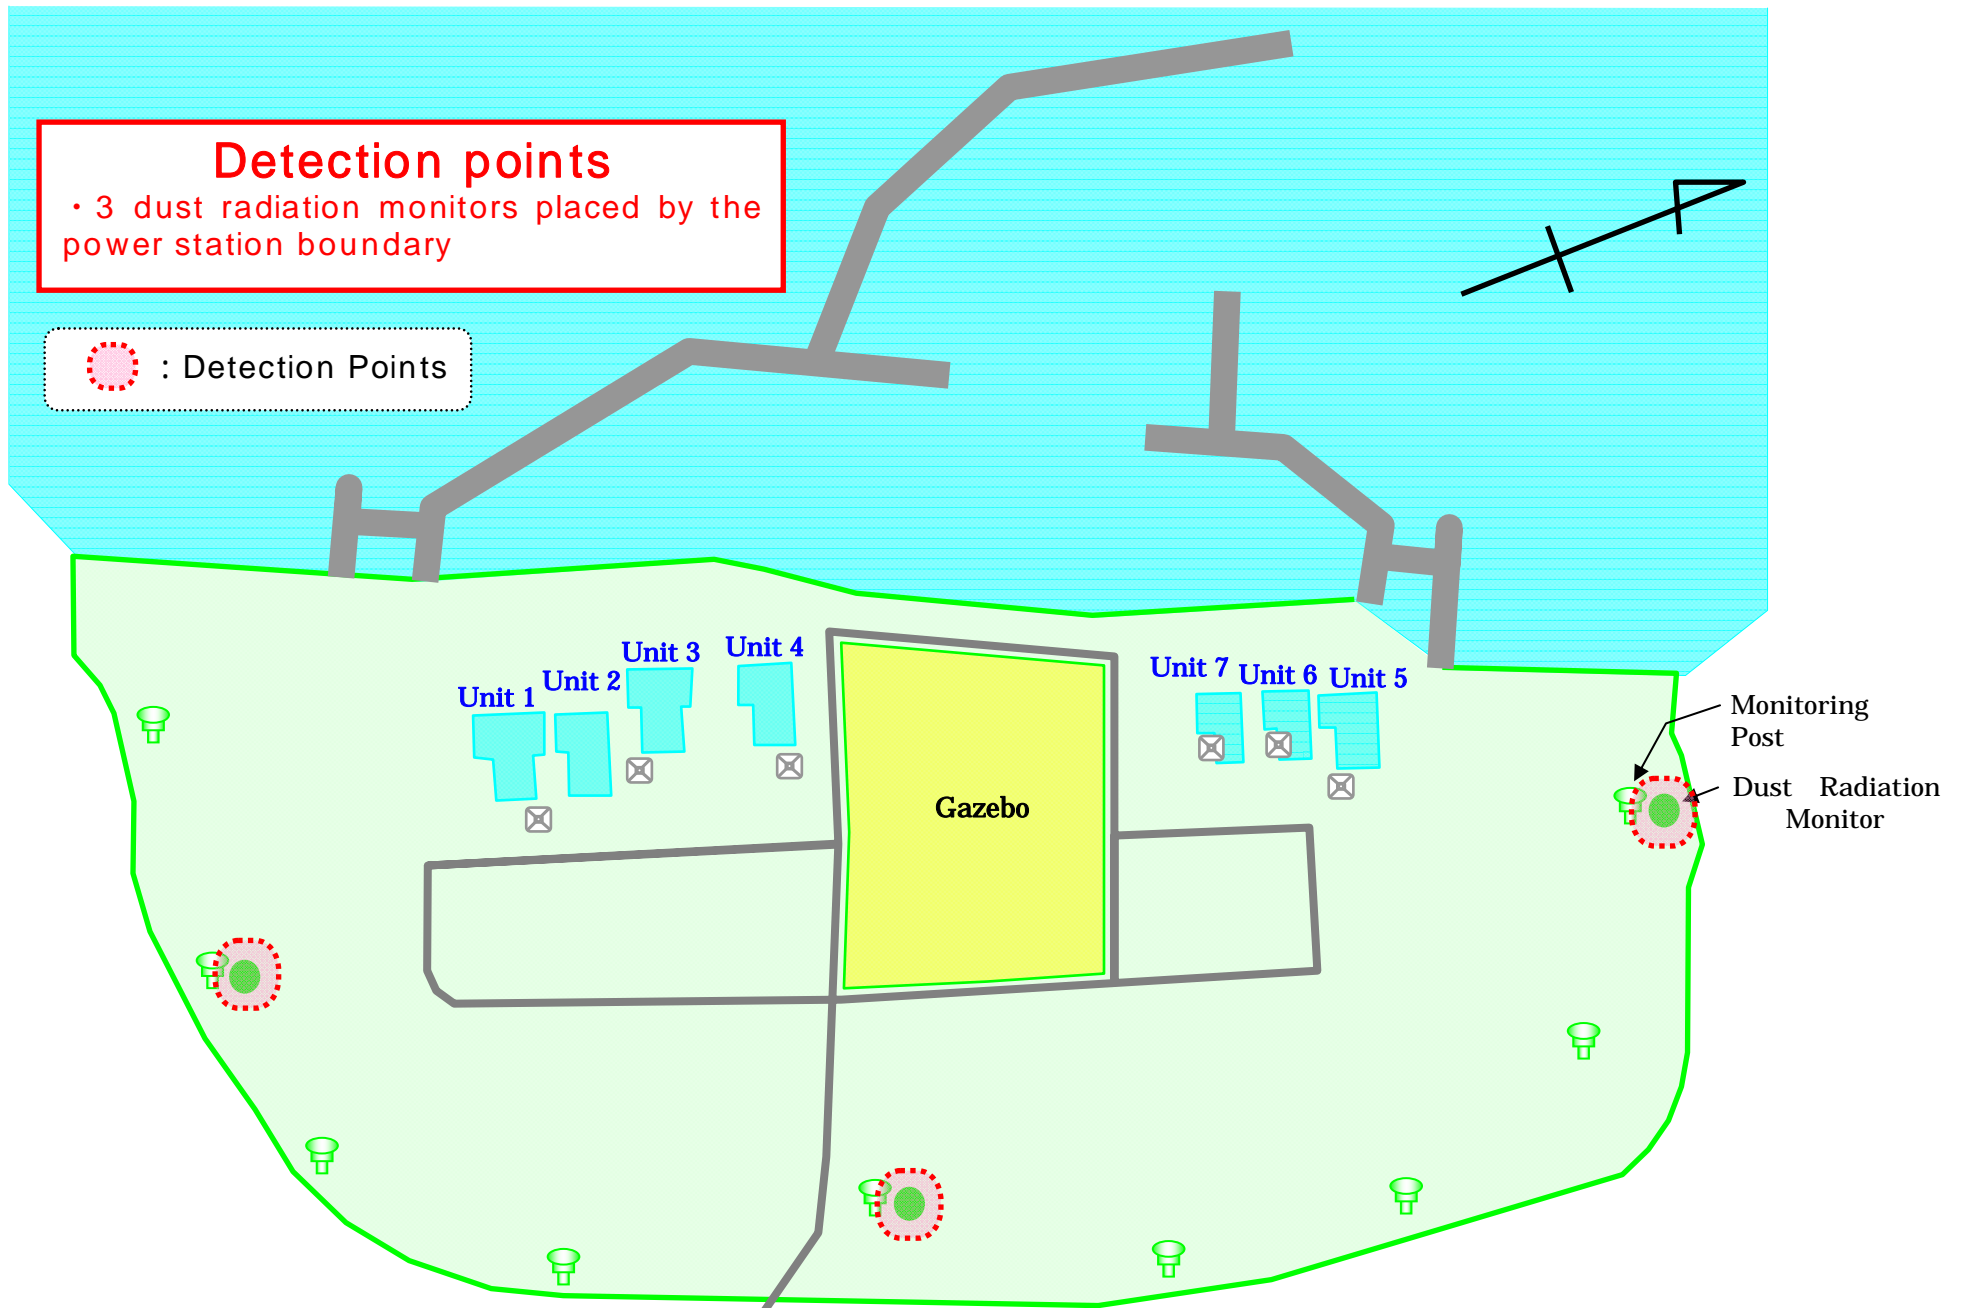 Detection points
・3 dust radiation monitors placed by the
power station boundary
: Detection Points
Unit 1
Unit 2
Unit 3
Unit 4
Unit 7
Unit 6
Unit 5
Gazebo
Monitoring
Post
Dust Radiation
Monitor